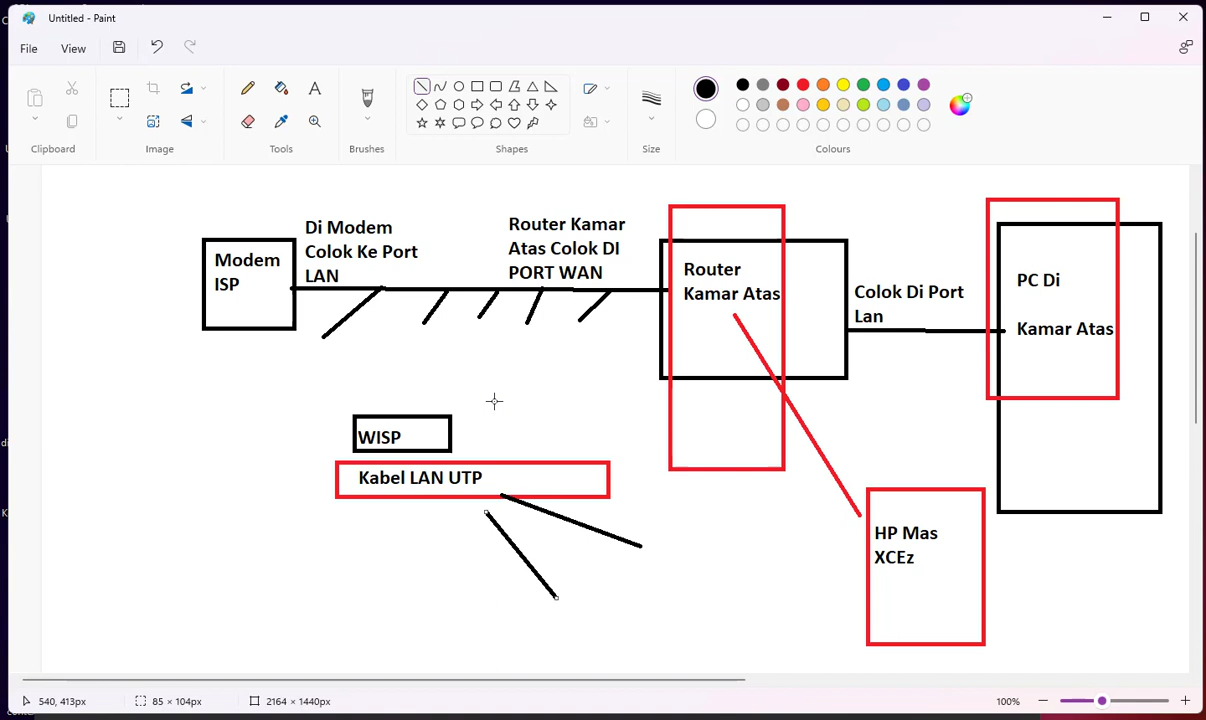 Untitled - Paint
File
View
Clipboard
Image
Tools
Brushes
Shapes
Size
Colours
Modem
ISP
Di Modem
Colok Ke Port
LAN
Router Kamar
Atas Colok DI
PORT WAN
Router
Kamar Atas
Colok Di Port
Lan
PC Di
Kamar Atas
WISP
Kabel LAN UTP
HP Mas
XCEz
540, 413px
85 × 104px
2164 × 1440px
100%